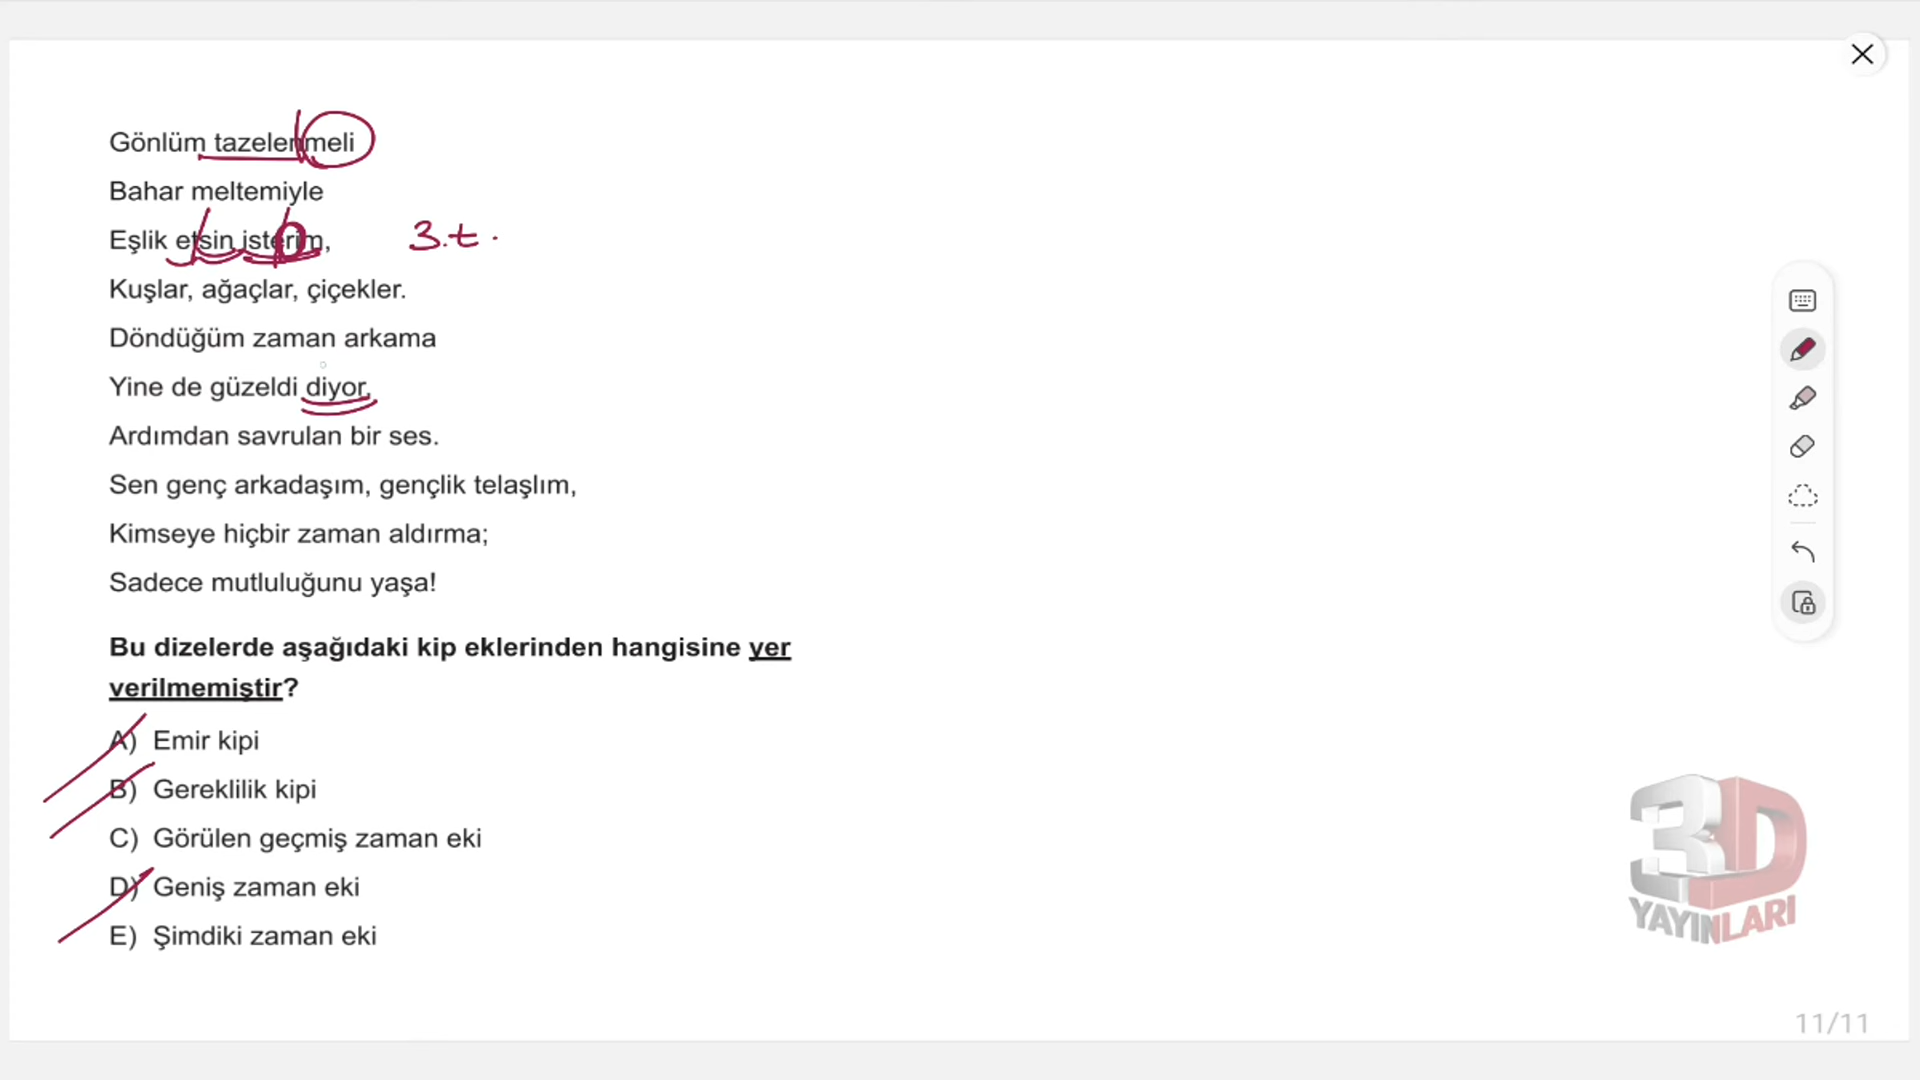 Gönlüm tazelenmeli
Bahar meltemiyle
Eşlik etsin isterim,
3.t.
Kuşlar, ağaçlar, çiçekler.
Döndüğüm zaman arkama
Yine de güzeldi diyor,
Ardımdan savrulan bir ses.
Sen genç arkadaşım, gençlik telaşlım,
Kimseye hiçbir zaman aldırma;
Sadece mutluluğunu yaşa!
Bu dizelerde aşağıdaki kip eklerinden hangisine yer
verilmemiştir?
A) Emir kipi
B) Gereklilik kipi
C) Görülen geçmiş zaman eki
D) Geniş zaman eki
E) Şimdiki zaman eki
3D
YAYINLARI
11/11